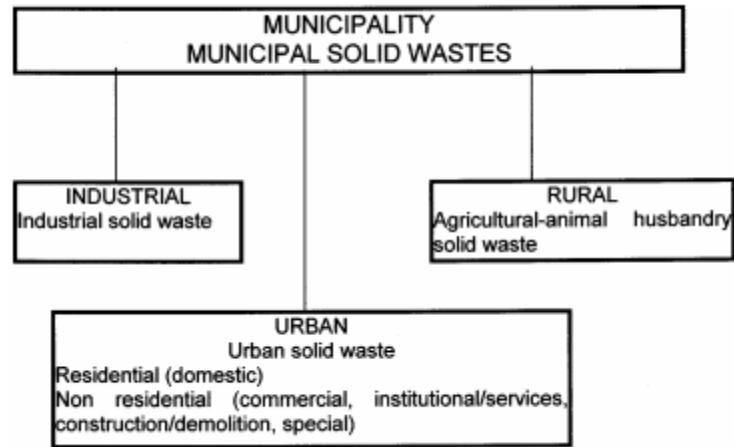 MUNICIPALITY
MUNICIPAL SOLID WASTES
INDUSTRIAL
Industrial solid waste
RURAL
Agricultural-animal husbandry
solid waste
URBAN
Urban solid waste
Residential (domestic)
Non residential (commercial, institutional/services,
construction/demolition, special)